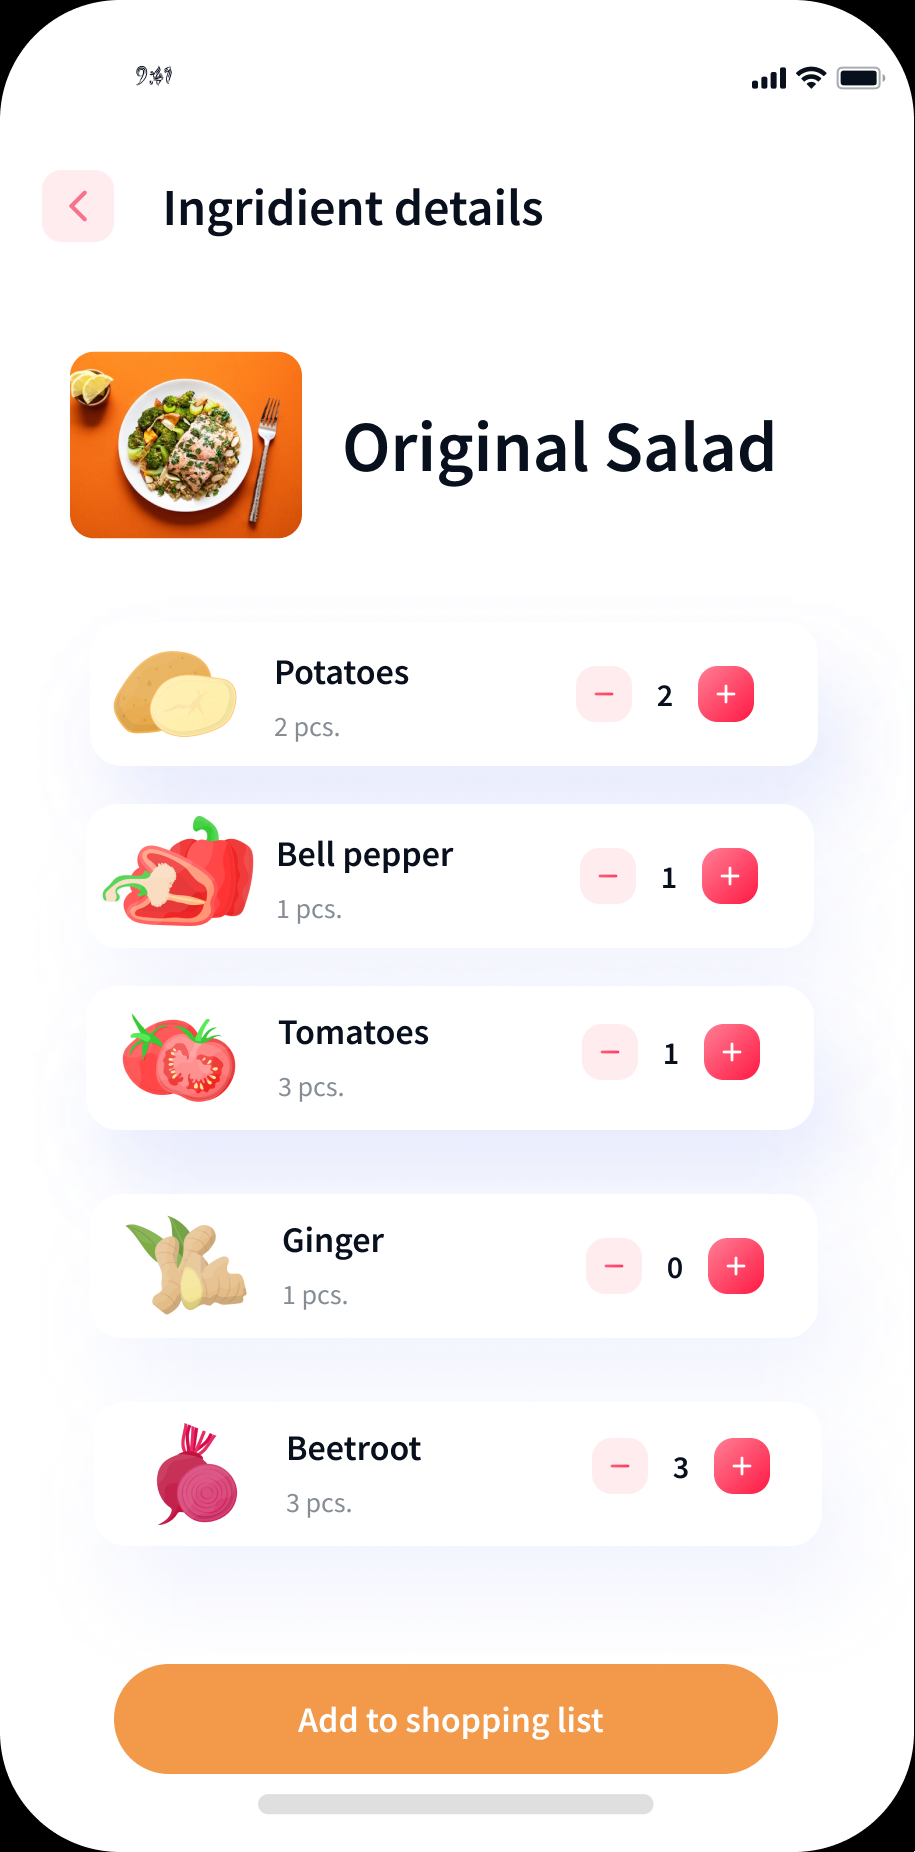 9:41
Ingridient details
Original Salad
Potatoes
2 pcs.
2
Bell pepper
1 pcs.
1
Tomatoes
3 pcs.
1
Ginger
1 pcs.
0
Beetroot
3 pcs.
3
Add to shopping list